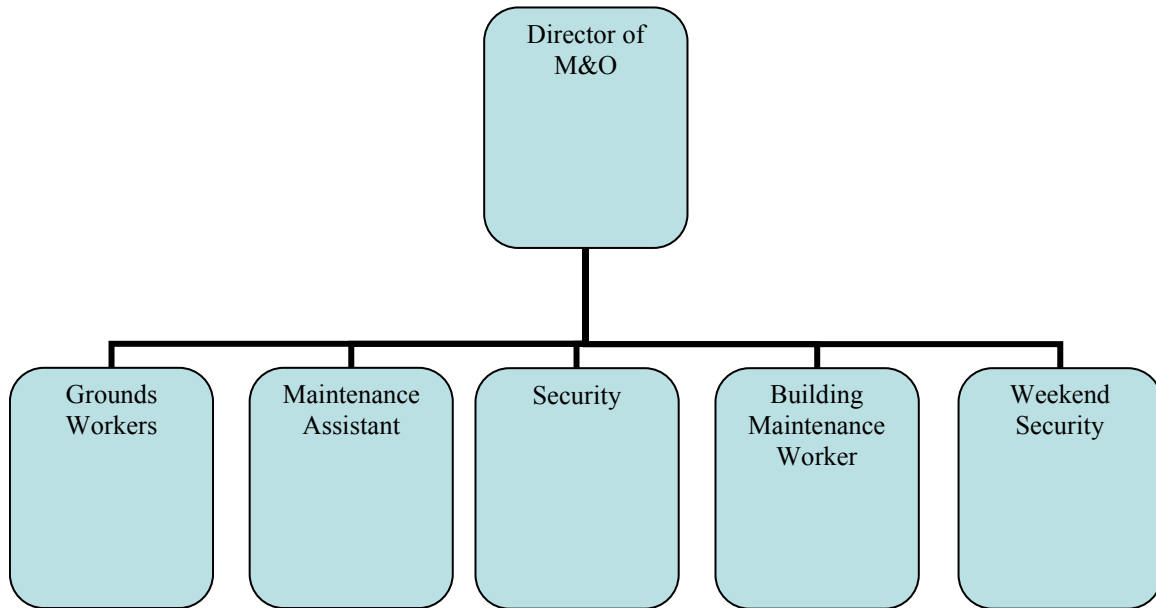 Director of
M&O
Grounds
Workers
Maintenance
Assistant
Security
Building
Maintenance
Worker
Weekend
Security